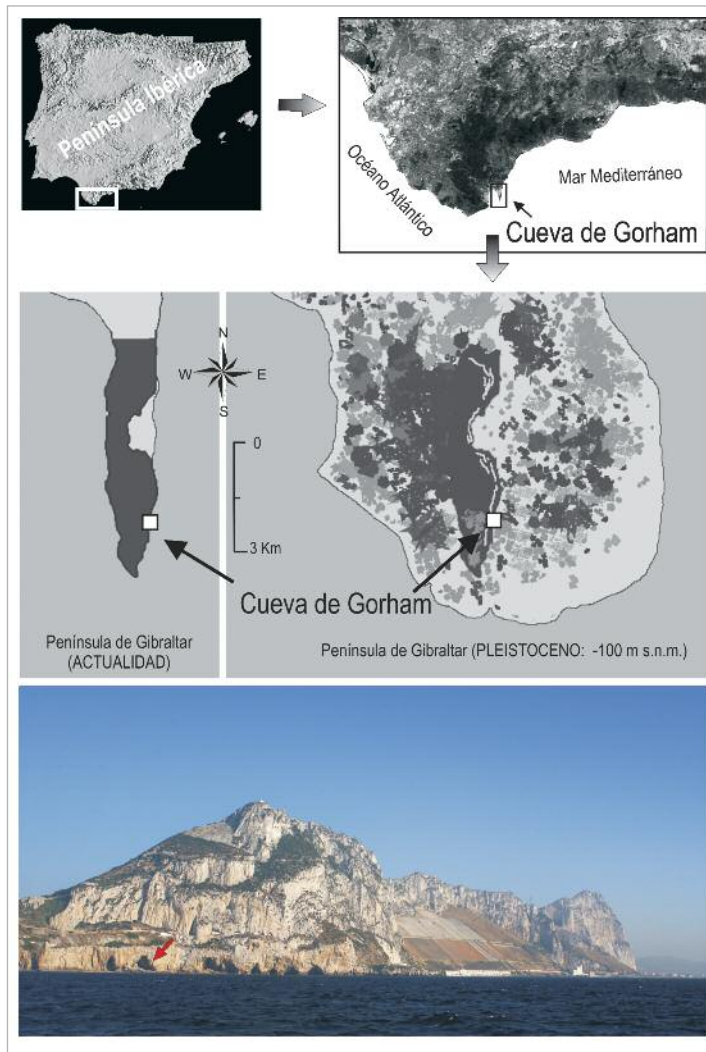 Península Ibérica
Océano Atlántico
Mar Mediterráneo
Cueva de Gorham
N
W E
S
0
3 Km
Cueva de Gorham
Península de Gibraltar
(ACTUALIDAD)
Península de Gibraltar (PLEISTOCENO: -100 m s.n.m.)